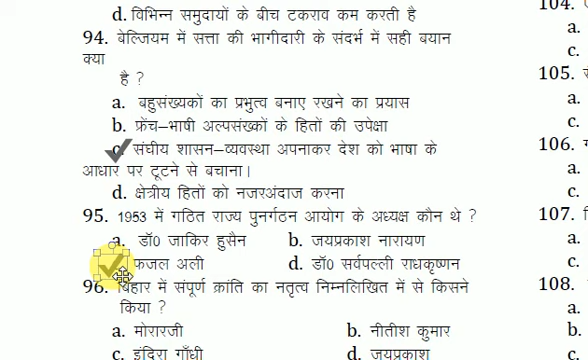 d. विभिन्न समुदायों के बीच टकराव कम करती है
94. बेल्जियम में सत्ता की भागीदारी के संदर्भ में सही बयान
क्या
है ?
a. बहुसंख्यकों का प्रभुत्व बनाए रखने का प्रयास
b. फ्रेंच–भाषी अल्पसंख्कों के हितों की उपेक्षा
संघीय शासन–व्यवस्था अपनाकर देश को भाषा के
आधार पर टूटने से बचाना।
d. क्षेत्रीय हितों को नजरअंदाज करना
95. 1953 में गठित राज्य पुनर्गठन आयोग के अध्यक्ष कौन थे ?
a. डॉ0 जाकिर हुसैन b. जयप्रकाश नारायण
फजल अली d. डॉ0 सर्वपल्ली राधकृष्णन
96. बिहार में संपूर्ण क्रांति का नतृत्व निम्नलिखित में से किसने
किया ?
a. मोरारजी b. नीतीश कुमार
c. इंदिरा गाँधी d. जयप्रकाश
104.
a.
c.
105.
a.
c.
106.
a.
c.
107.
a.
c.
108.
a.
b.
c.